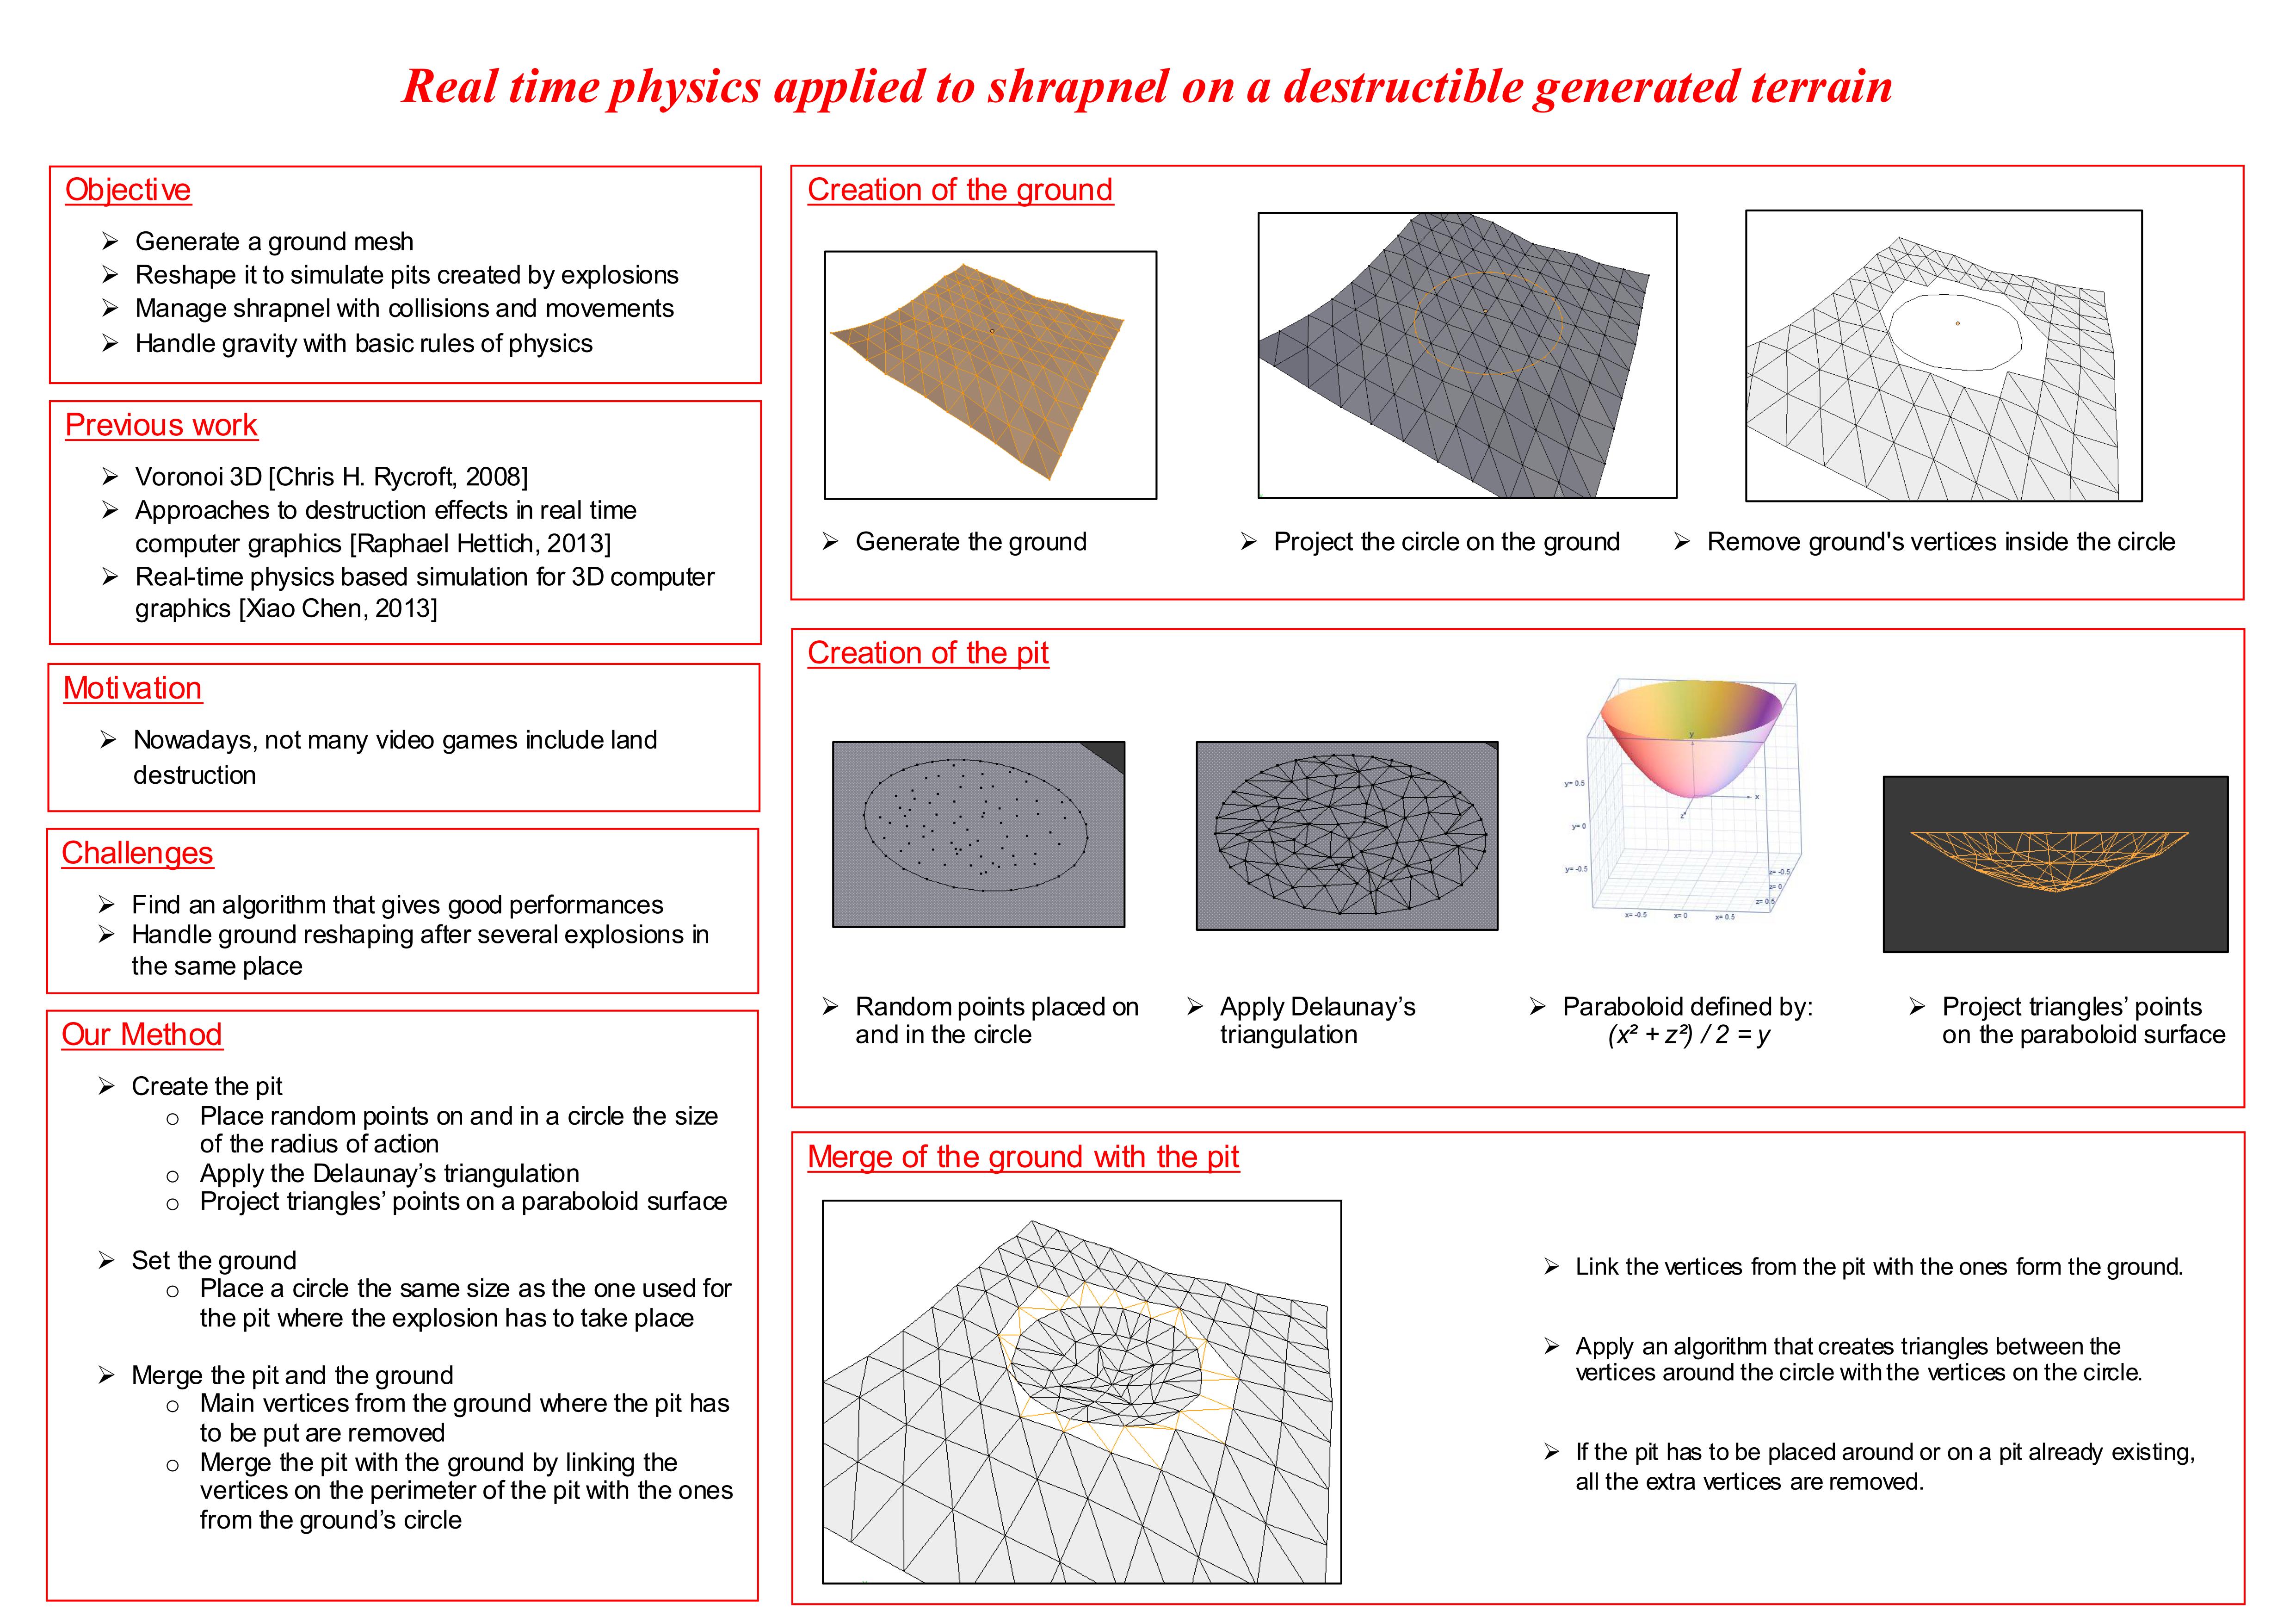 Real time physics applied to shrapnel on a destructible generated terrain
Objective
➢ Generate a ground mesh
➢ Reshape it to simulate pits created by explosions
➢ Manage shrapnel with collisions and movements
➢ Handle gravity with basic rules of physics
Previous work
➢ Voronoi 3D [Chris H. Rycroft, 2008]
➢ Approaches to destruction effects in real time
computer graphics [Raphael Hettich, 2013]
➢ Real-time physics based simulation for 3D computer
graphics [Xiao Chen, 2013]
Motivation
➢ Nowadays, not many video games include land
destruction
Challenges
➢ Find an algorithm that gives good performances
➢ Handle ground reshaping after several explosions in
the same place
Our Method
➢ Create the pit
o Place random points on and in a circle the size
of the radius of action
o Apply the Delaunay’s triangulation
o Project triangles’ points on a paraboloid surface
➢ Set the ground
o Place a circle the same size as the one used for
the pit where the explosion has to take place
➢ Merge the pit and the ground
o Main vertices from the ground where the pit has
to be put are removed
o Merge the pit with the ground by linking the
vertices on the perimeter of the pit with the ones
from the ground’s circle
Creation of the ground
➢ Generate the ground
➢ Project the circle on the ground
➢ Remove ground's vertices inside the circle
Creation of the pit
y
x
z
y= 0.5
y= 0
y= -0.5
z= -0.5
z= 0
z= 0.5
x= -0.5
x= 0
x= 0.5
➢ Random points placed on
and in the circle
➢ Apply Delaunay’s
triangulation
➢ Paraboloid defined by:
(x² + z²) / 2 = y
➢ Project triangles’ points
on the paraboloid surface
Merge of the ground with the pit
➢ Link the vertices from the pit with the ones form the ground.
➢ Apply an algorithm that creates triangles between the
vertices around the circle with the vertices on the circle.
➢ If the pit has to be placed around or on a pit already existing,
all the extra vertices are removed.